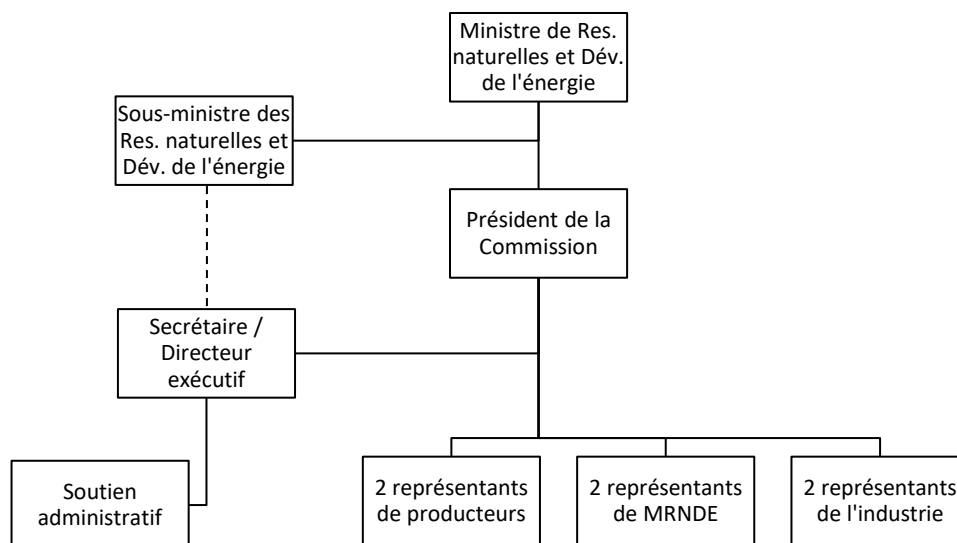 Ministre de Res.
naturelles et Dév.
de l'énergie
Sous-ministre des
Res. naturelles et
Dév. de l'énergie
Président de la
Commission
Secrétaire /
Directeur
exécutif
Soutien
administratif
2 représentants
de producteurs
2 représentants
de MRNDE
2 représentants
de l'industrie